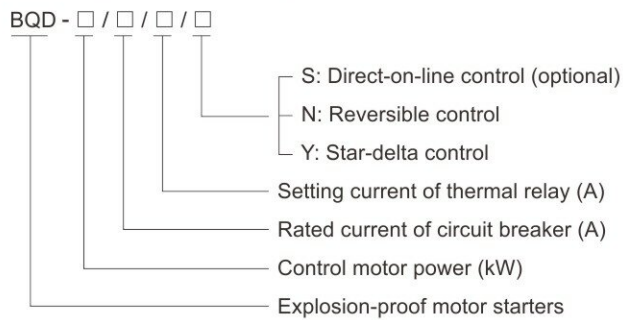 BQD - □ / □ / □ / □
S: Direct-on-line control (optional)
N: Reversible control
Y: Star-delta control
Setting current of thermal relay (A)
Rated current of circuit breaker (A)
Control motor power (kW)
Explosion-proof motor starters